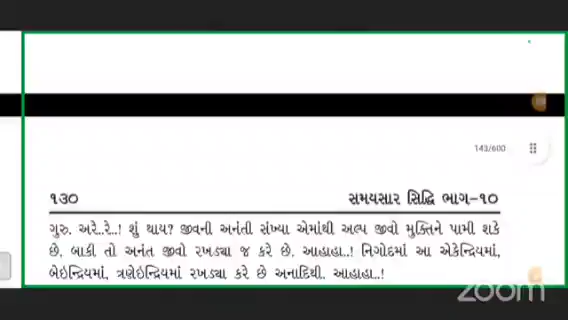 143/600
૧૩૦ સમયસાર સિદ્ધિ ભાગ-૧૦
ગુરુ. અરે..રે..! શું થાય? જીવની અનંતી સંખ્યા એમાંથી અલ્પ જીવો મુક્તિને પામી શકે
છે, બાકી તો અનંત જીવો રખડ્યા જ કરે છે. આહાહા..! નિગોદમાં આ એકેન્દ્રિયમાં,
બેઇન્દ્રિયમાં, ત્રણેઇન્દ્રિયમાં રખડ્યા કરે છે અનાદિથી. આહાહા..!
zoom